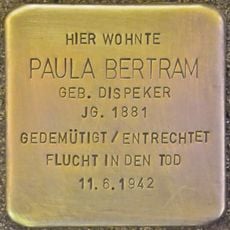 HIER WOHNTE
PAULA BERTRAM
GEB. DISPEKER
JG. 1881
GEDEMÜTIGT / ENTRECHTET
FLUCHT IN DEN TOD
11.6.1942